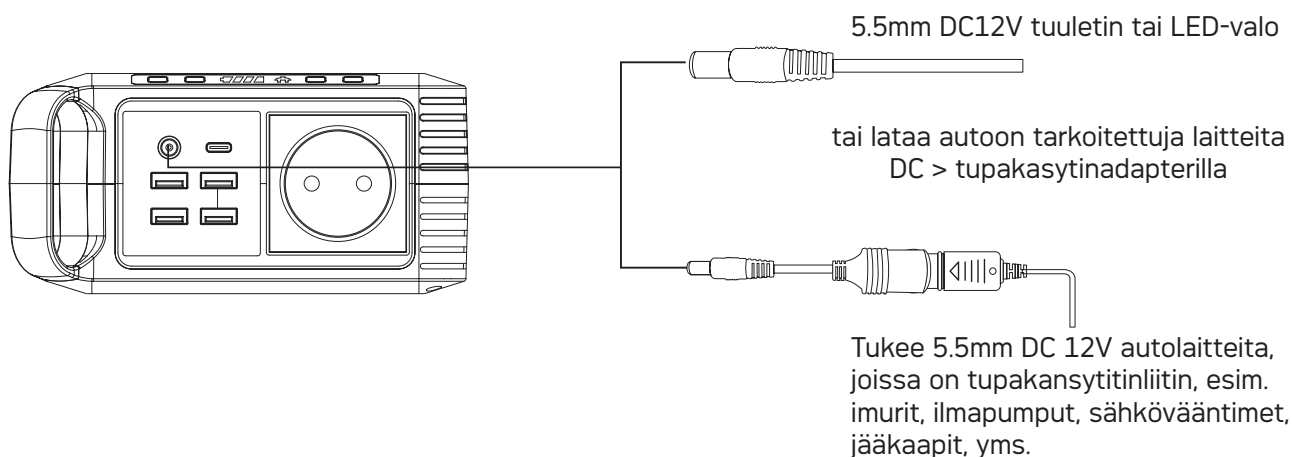 5.5mm DC12V tuuletin tai LED-valo
tai lataa autoon tarkoitettuja laitteita
DC > tupakasytinadapterilla
Tukee 5.5mm DC 12V autolaitteita,
joissa on tupakansytitinliitin, esim.
imurit, ilmapumput, sähkövääntimet,
jääkaapit, yms.